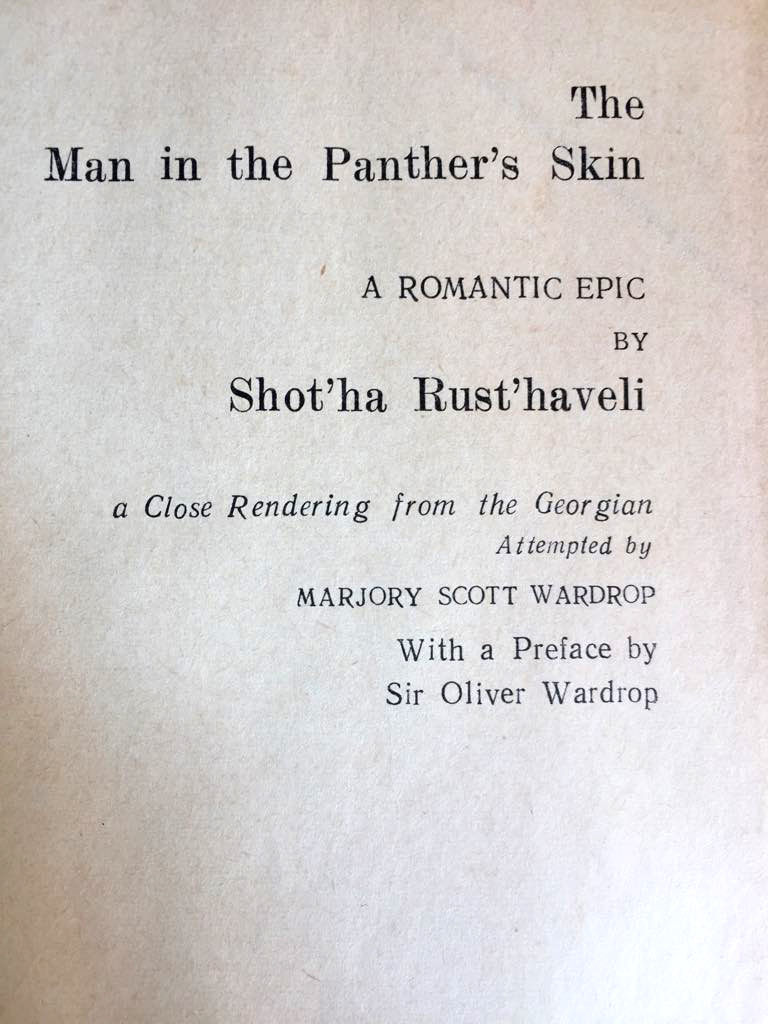 The
Man in the Panther's Skin
A ROMANTIC EPIC
BY
Shot'ha Rust'haveli
a Close Rendering from the Georgian
Attempted by
MARJORY SCOTT WARDROP
With a Preface by
Sir Oliver Wardrop